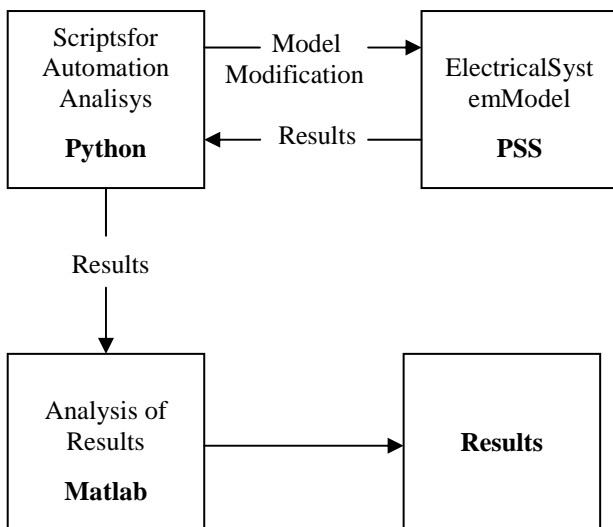 Scriptsfor
Automation
Analisys
Python
Model
Modification
Results
ElectricalSyst
emModel
PSS
Results
Analysis of
Results
Matlab
Results